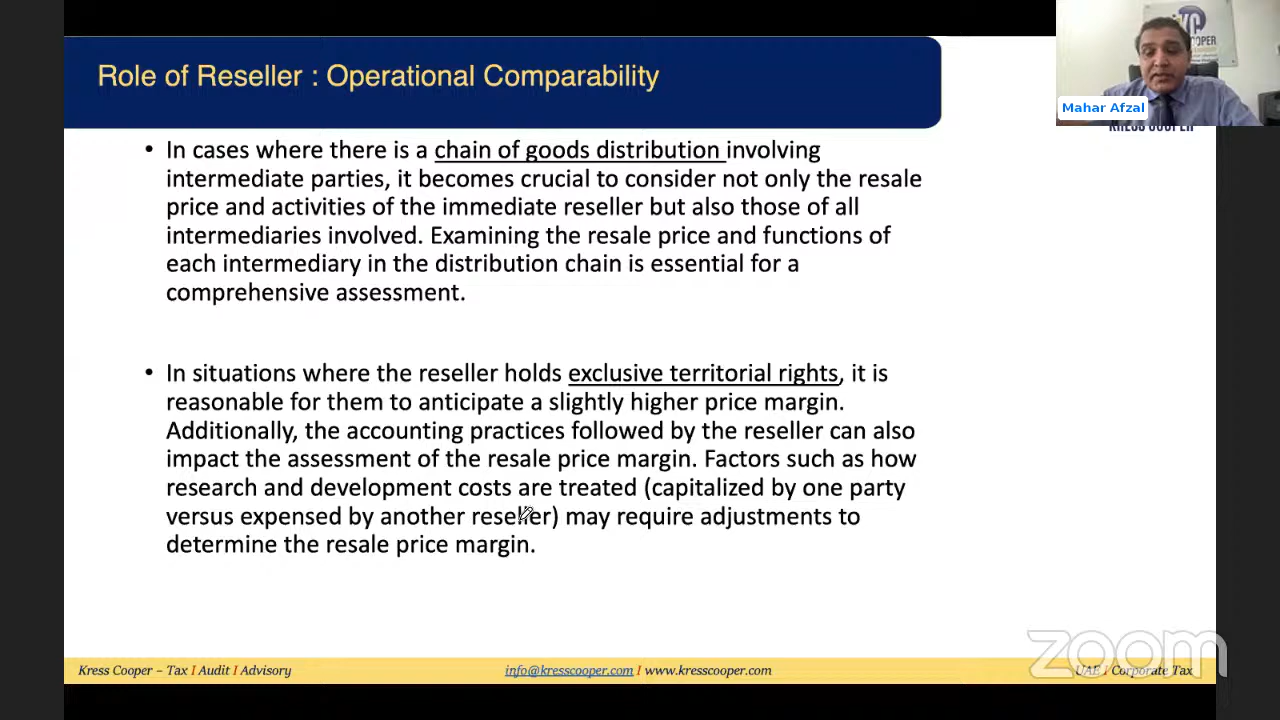 Role of Reseller : Operational Comparability
COOPER
Mahar Afzal
KRESS COOPER
• In cases where there is a chain of goods distribution involving
intermediate parties, it becomes crucial to consider not only the resale
price and activities of the immediate reseller but also those of all
intermediaries involved. Examining the resale price and functions of
each intermediary in the distribution chain is essential for a
comprehensive assessment.
• In situations where the reseller holds exclusive territorial rights, it is
reasonable for them to anticipate a slightly higher price margin.
Additionally, the accounting practices followed by the reseller can also
impact the assessment of the resale price margin. Factors such as how
research and development costs are treated (capitalized by one party
versus expensed by another reseller) may require adjustments to
determine the resale price margin.
zoom
Kress Cooper – Tax I Audit I Advisory
info@kresscooper.com I www.kresscooper.com
UAE I Corporate Tax